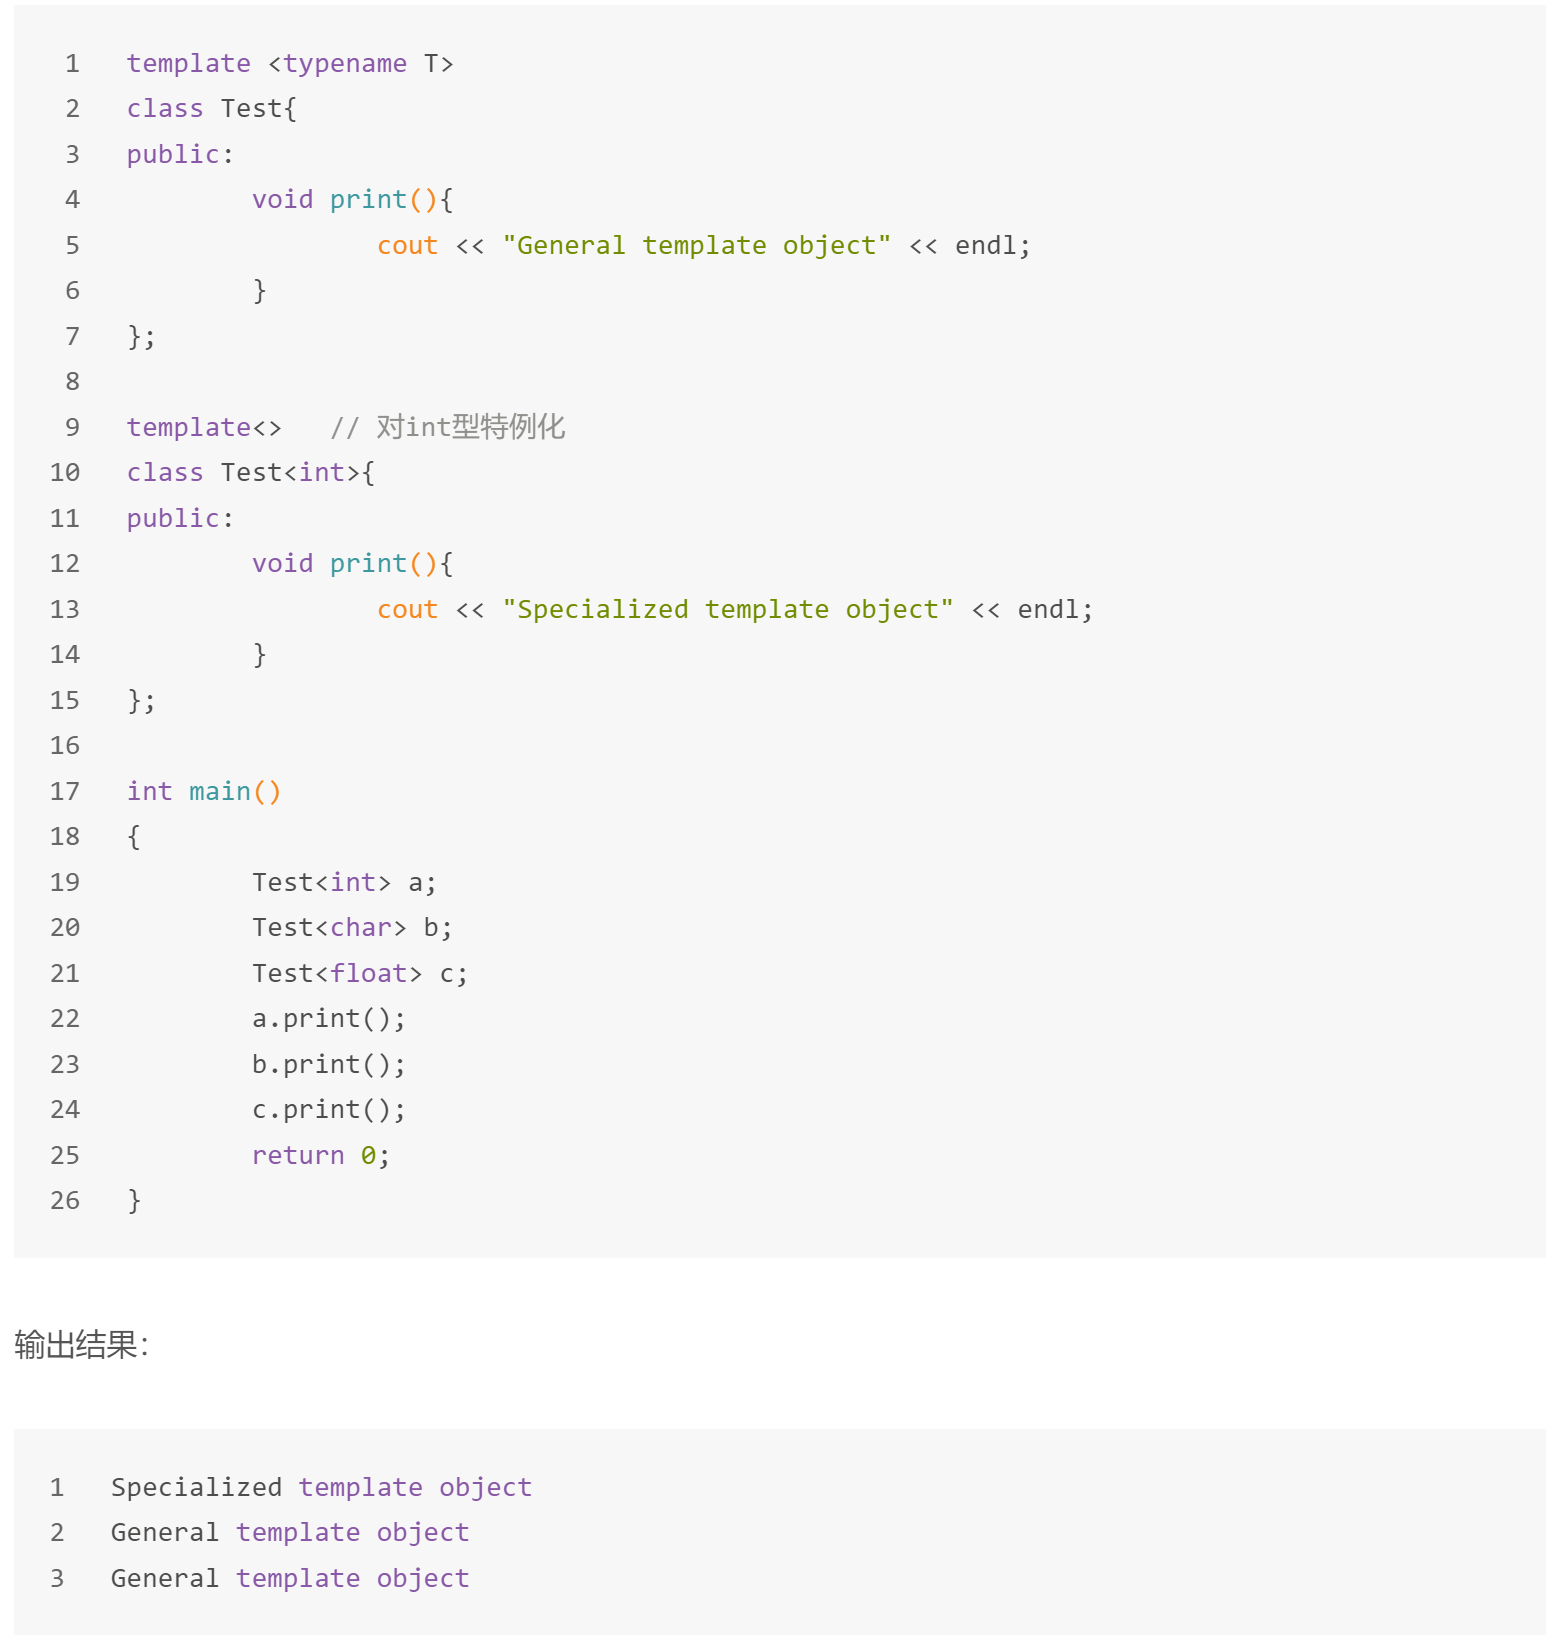 1 template <typename T>
2 class Test{
3 public:
4         void print(){
5                 cout << "General template object" << endl;
6         }
7 };
8
9 template<>   // 对int型特例化
10 class Test<int>{
11 public:
12         void print(){
13                 cout << "Specialized template object" << endl;
14         }
15 };
16
17 int main()
18 {
19         Test<int> a;
20         Test<char> b;
21         Test<float> c;
22         a.print();
23         b.print();
24         c.print();
25         return 0;
26 }
输出结果：
1 Specialized template object
2 General template object
3 General template object